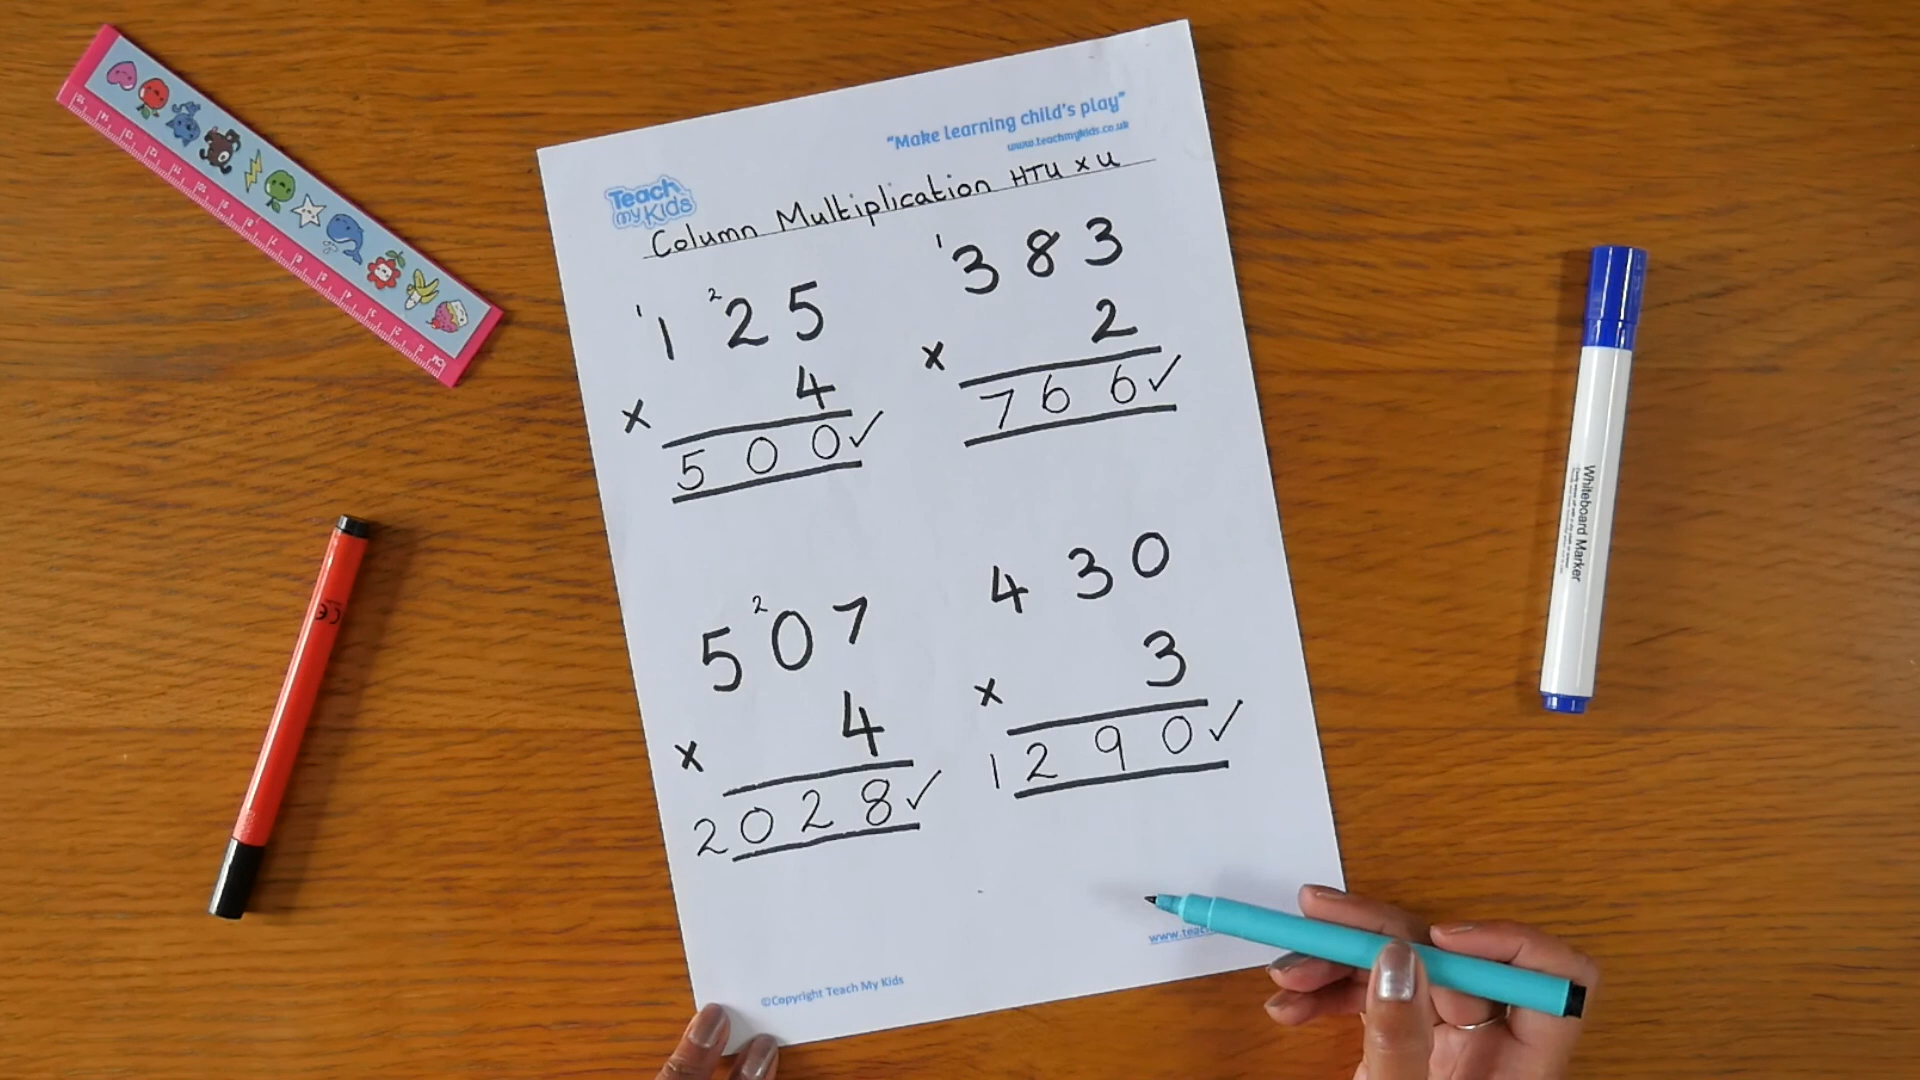 "Make learning child's play"
www.teachmykids.co.uk
Teach
my Kids
Column Multiplication HTU x U
1 2
1 2 5
x 4
5 0 0 ✓
1
3 8 3
x 2
7 6 6 ✓
2
5 0 7
x 4
2 0 2 8 ✓
4 3 0
x 3
1 2 9 0 ✓
©Copyright Teach My Kids
Whiteboard Marker
CE